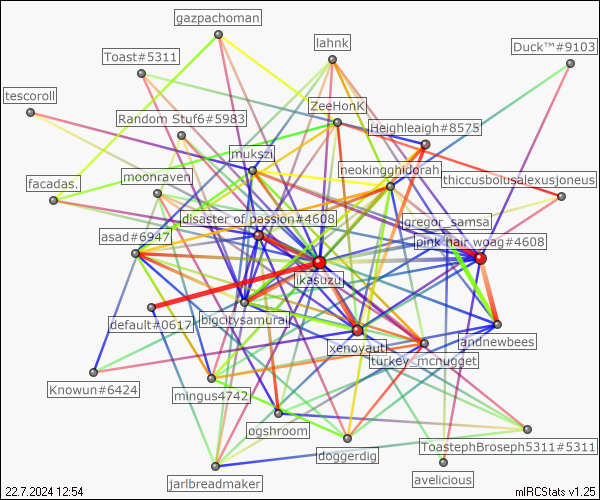 gazpachoman
lahnk
Duck™#9103
Toast#5311
tescoroll
ZeeHonK
Random Stuf6#5983
Heighleigh#8575
mukszi
neokingghidorah
moonraven
thiccusbolusalexusjoneus
facadas.
disaster of passion#4608
gregor_samsa
asad#6947
pink hair woag#4608
ikasuzu
default#0617
bigcitysamurai
andnewbees
xenoyauti
turkey_mcnugget
Knowun#6424
mingus4742
ogshroom
ToastephBroseph5311#5311
doggerdig
jarlbreadmaker
avelicious
22.7.2024 12:54
mIRCStats v1.25